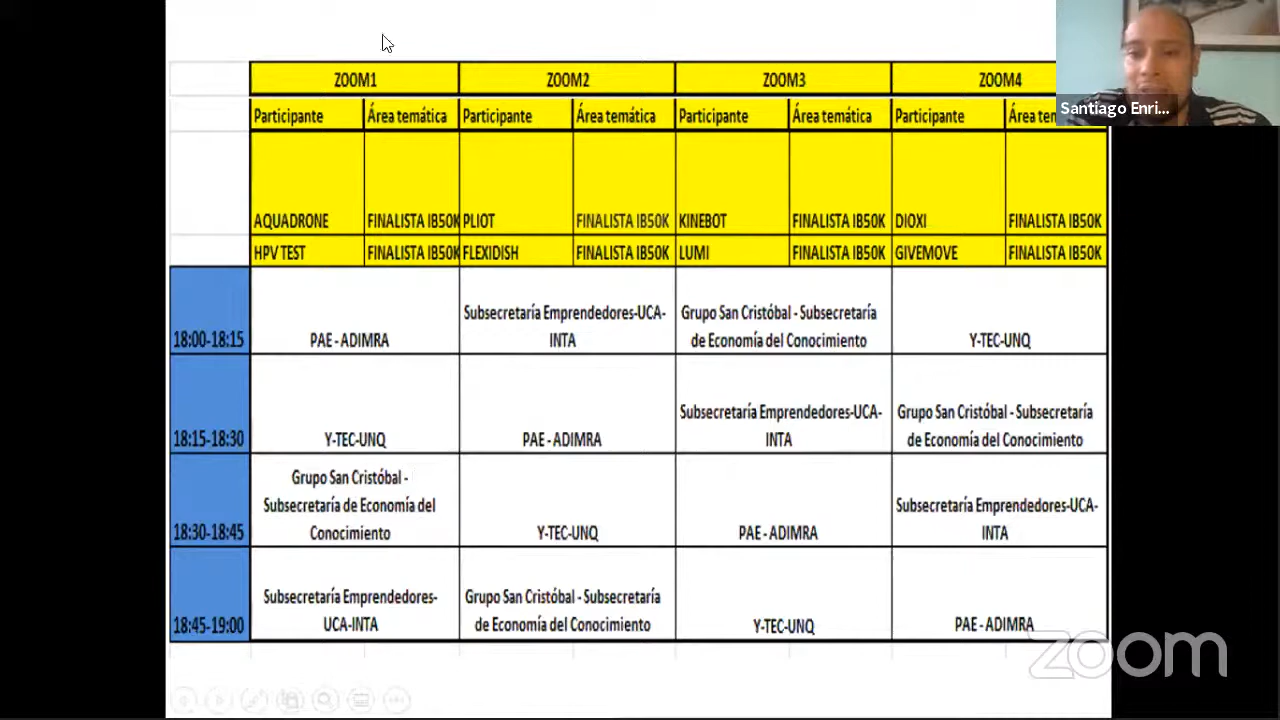 ZOOM1 ZOOM2 ZOOM3 ZOOM4
Participante Área temática Participante Área temática Participante Área temática Participante Área tem
Santiago Enri...
AQUADRONE FINALISTA IB50K PLIOT FINALISTA IB50K KINEBOT FINALISTA IB50K DIOXI FINALISTA IB50K
HPV TEST FINALISTA IB50K FLEXIDISH FINALISTA IB50K LUMI FINALISTA IB50K GIVEMOVE FINALISTA IB50K
18:00-18:15
PAE - ADIMRA
Subsecretaría Emprendedores-UCA-
INTA
Grupo San Cristóbal - Subsecretaría
de Economía del Conocimiento
Y-TEC-UNQ
18:15-18:30
Y-TEC-UNQ
PAE - ADIMRA
Subsecretaría Emprendedores-UCA-
INTA
Grupo San Cristóbal - Subsecretaría
de Economía del Conocimiento
18:30-18:45
Grupo San Cristóbal -
Subsecretaría de Economía del
Conocimiento
Y-TEC-UNQ
PAE - ADIMRA
Subsecretaría Emprendedores-UCA-
INTA
18:45-19:00
Subsecretaría Emprendedores-
UCA-INTA
Grupo San Cristóbal - Subsecretaría
de Economía del Conocimiento
Y-TEC-UNQ
PAE - ADIMRA
zoom